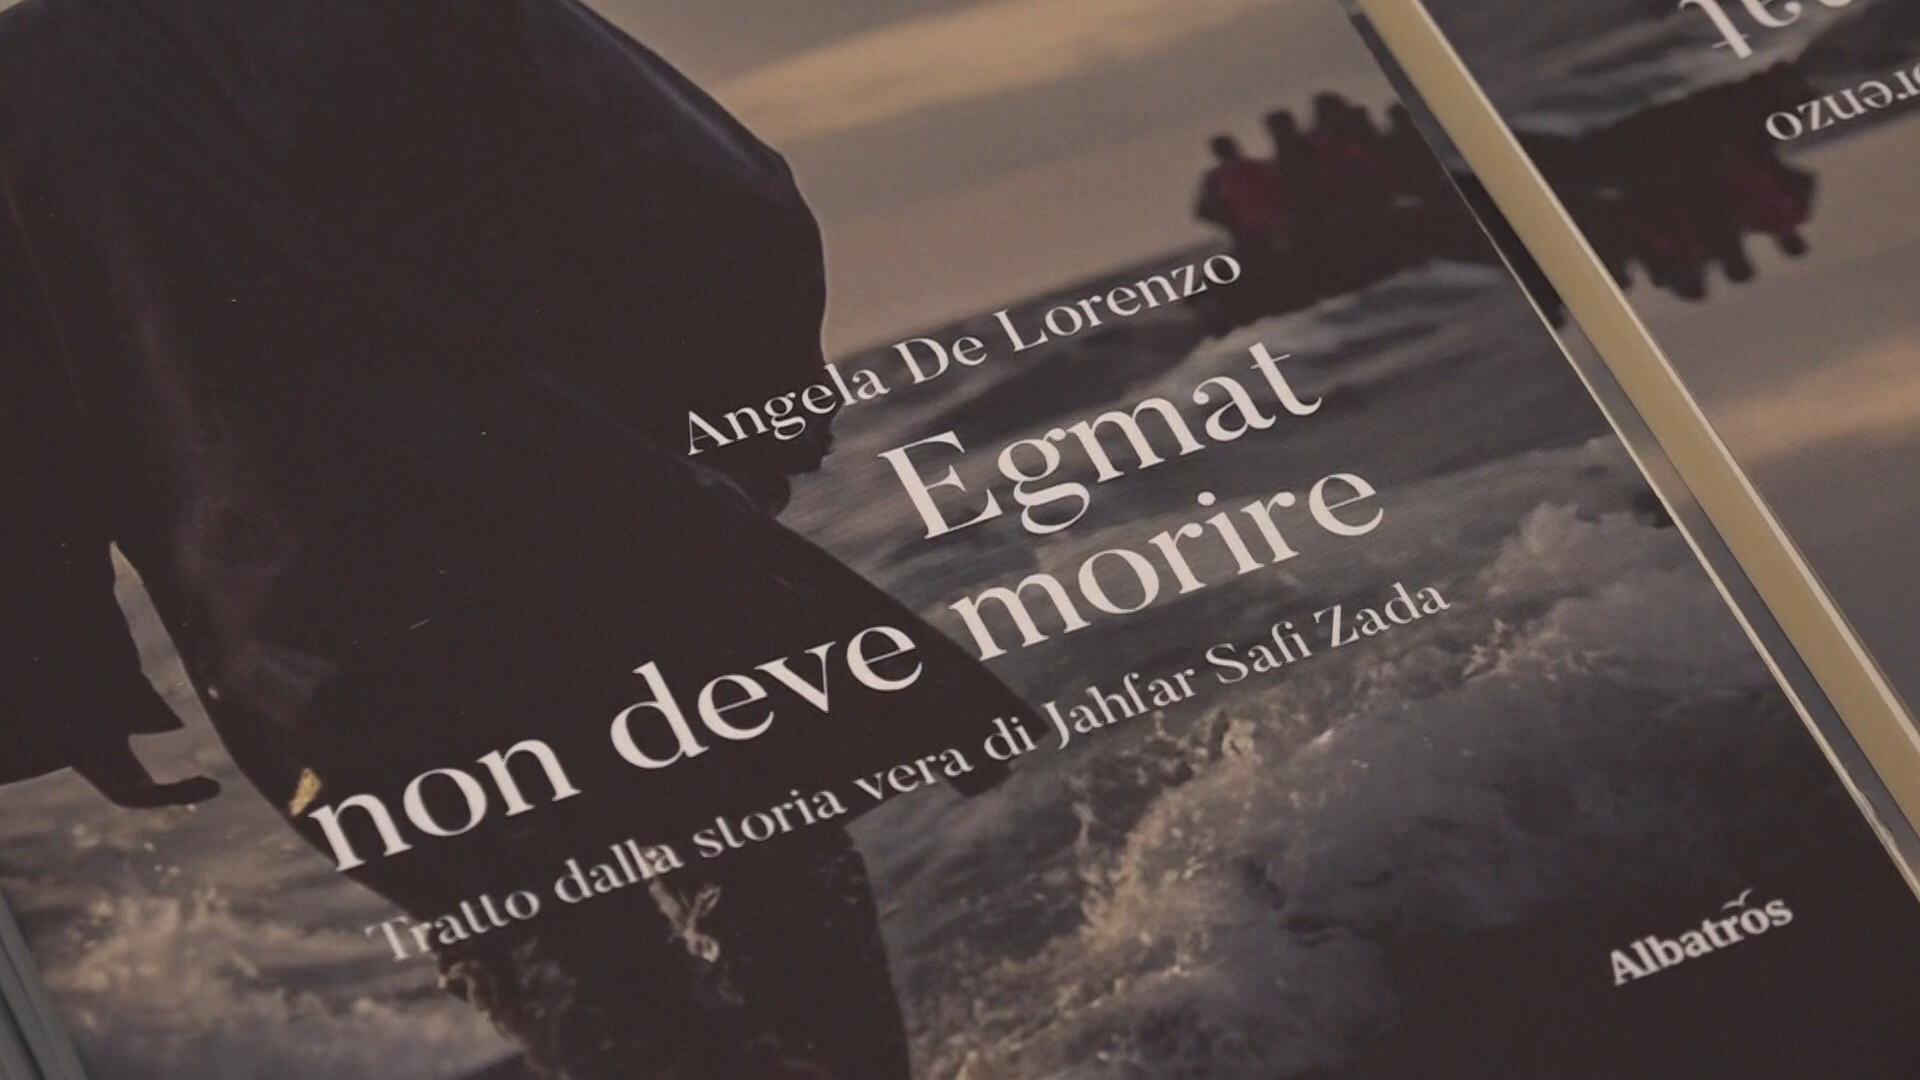 Angela De Lorenzo
Egmat
non deve morire
Tratto dalla storia vera di Jahfar Safi Zada
Albatros